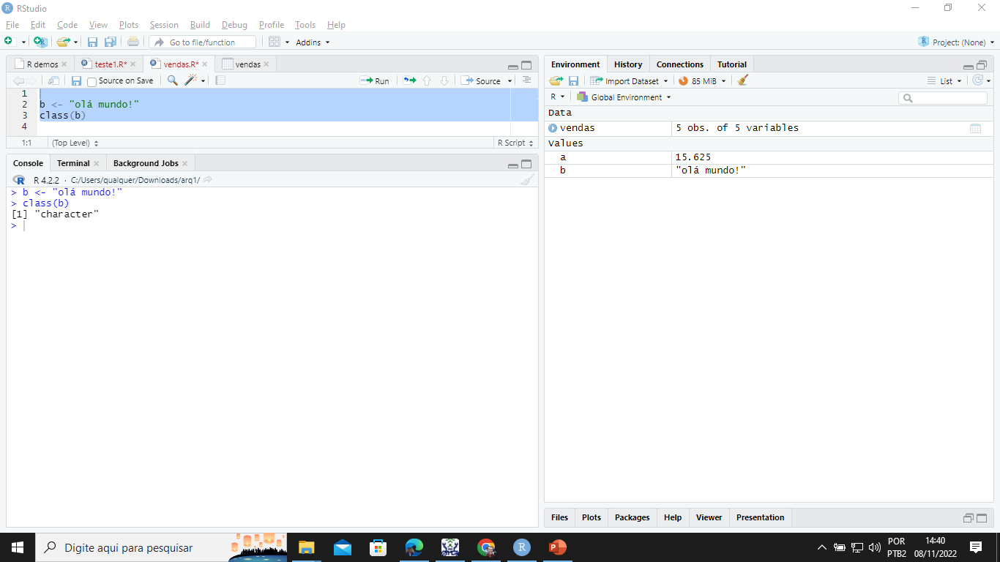 RStudio
File Edit Code View Plots Session Build Debug Profile Tools Help
Go to file/function Addins Project: (None)
R demos teste1.R* vendas.R* vendas
Source on Save Run Source
1
2 b <- "olá mundo!"
3 class(b)
4
1:1 (Top Level) R Script
Console Terminal Background Jobs
R 4.2.2 · C:/Users/qualquer/Downloads/arq1/
> b <- "olá mundo!"
> class(b)
[1] "character"
>
Environment History Connections Tutorial
Import Dataset 85 MiB List
R Global Environment
Data
vendas 5 obs. of 5 variables
Values
a 15.625
b "olá mundo!"
Files Plots Packages Help Viewer Presentation
Digite aqui para pesquisar
POR 14:40
PTB2 08/11/2022